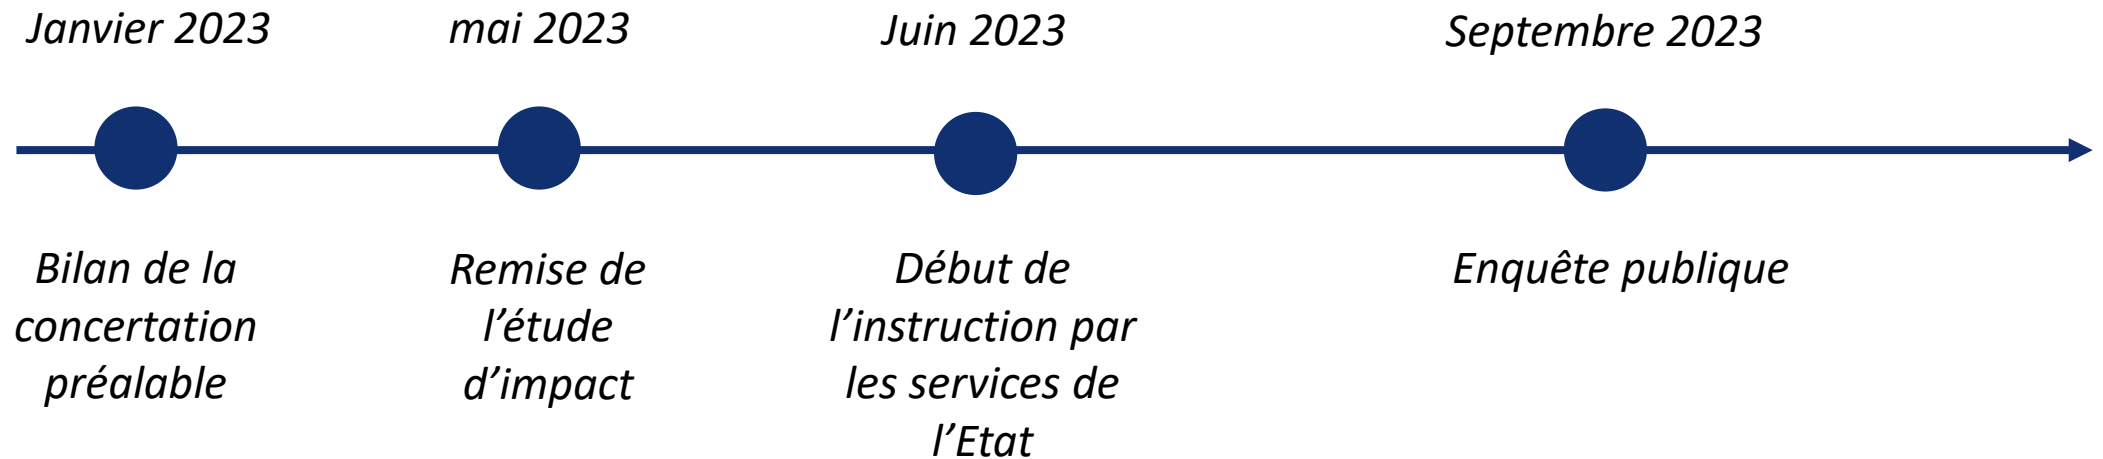 Janvier 2023
mai 2023
Juin 2023
Septembre 2023
Bilan de la
concertation
préalable
Remise de
l’étude
d’impact
Début de
l’instruction par
les services de
l’Etat
Enquête publique